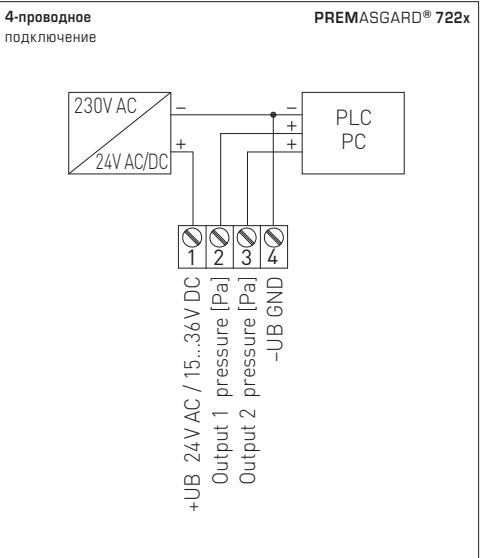 4-проводное
подключение
PREMASGARD® 722x
230V AC
24V AC/DC
–
+
–
+
+
PLC
PC
1
2
3
4
+UB 24V AC / 15...36V DC
Output 1 pressure [Pa]
Output 2 pressure [Pa]
–UB GND